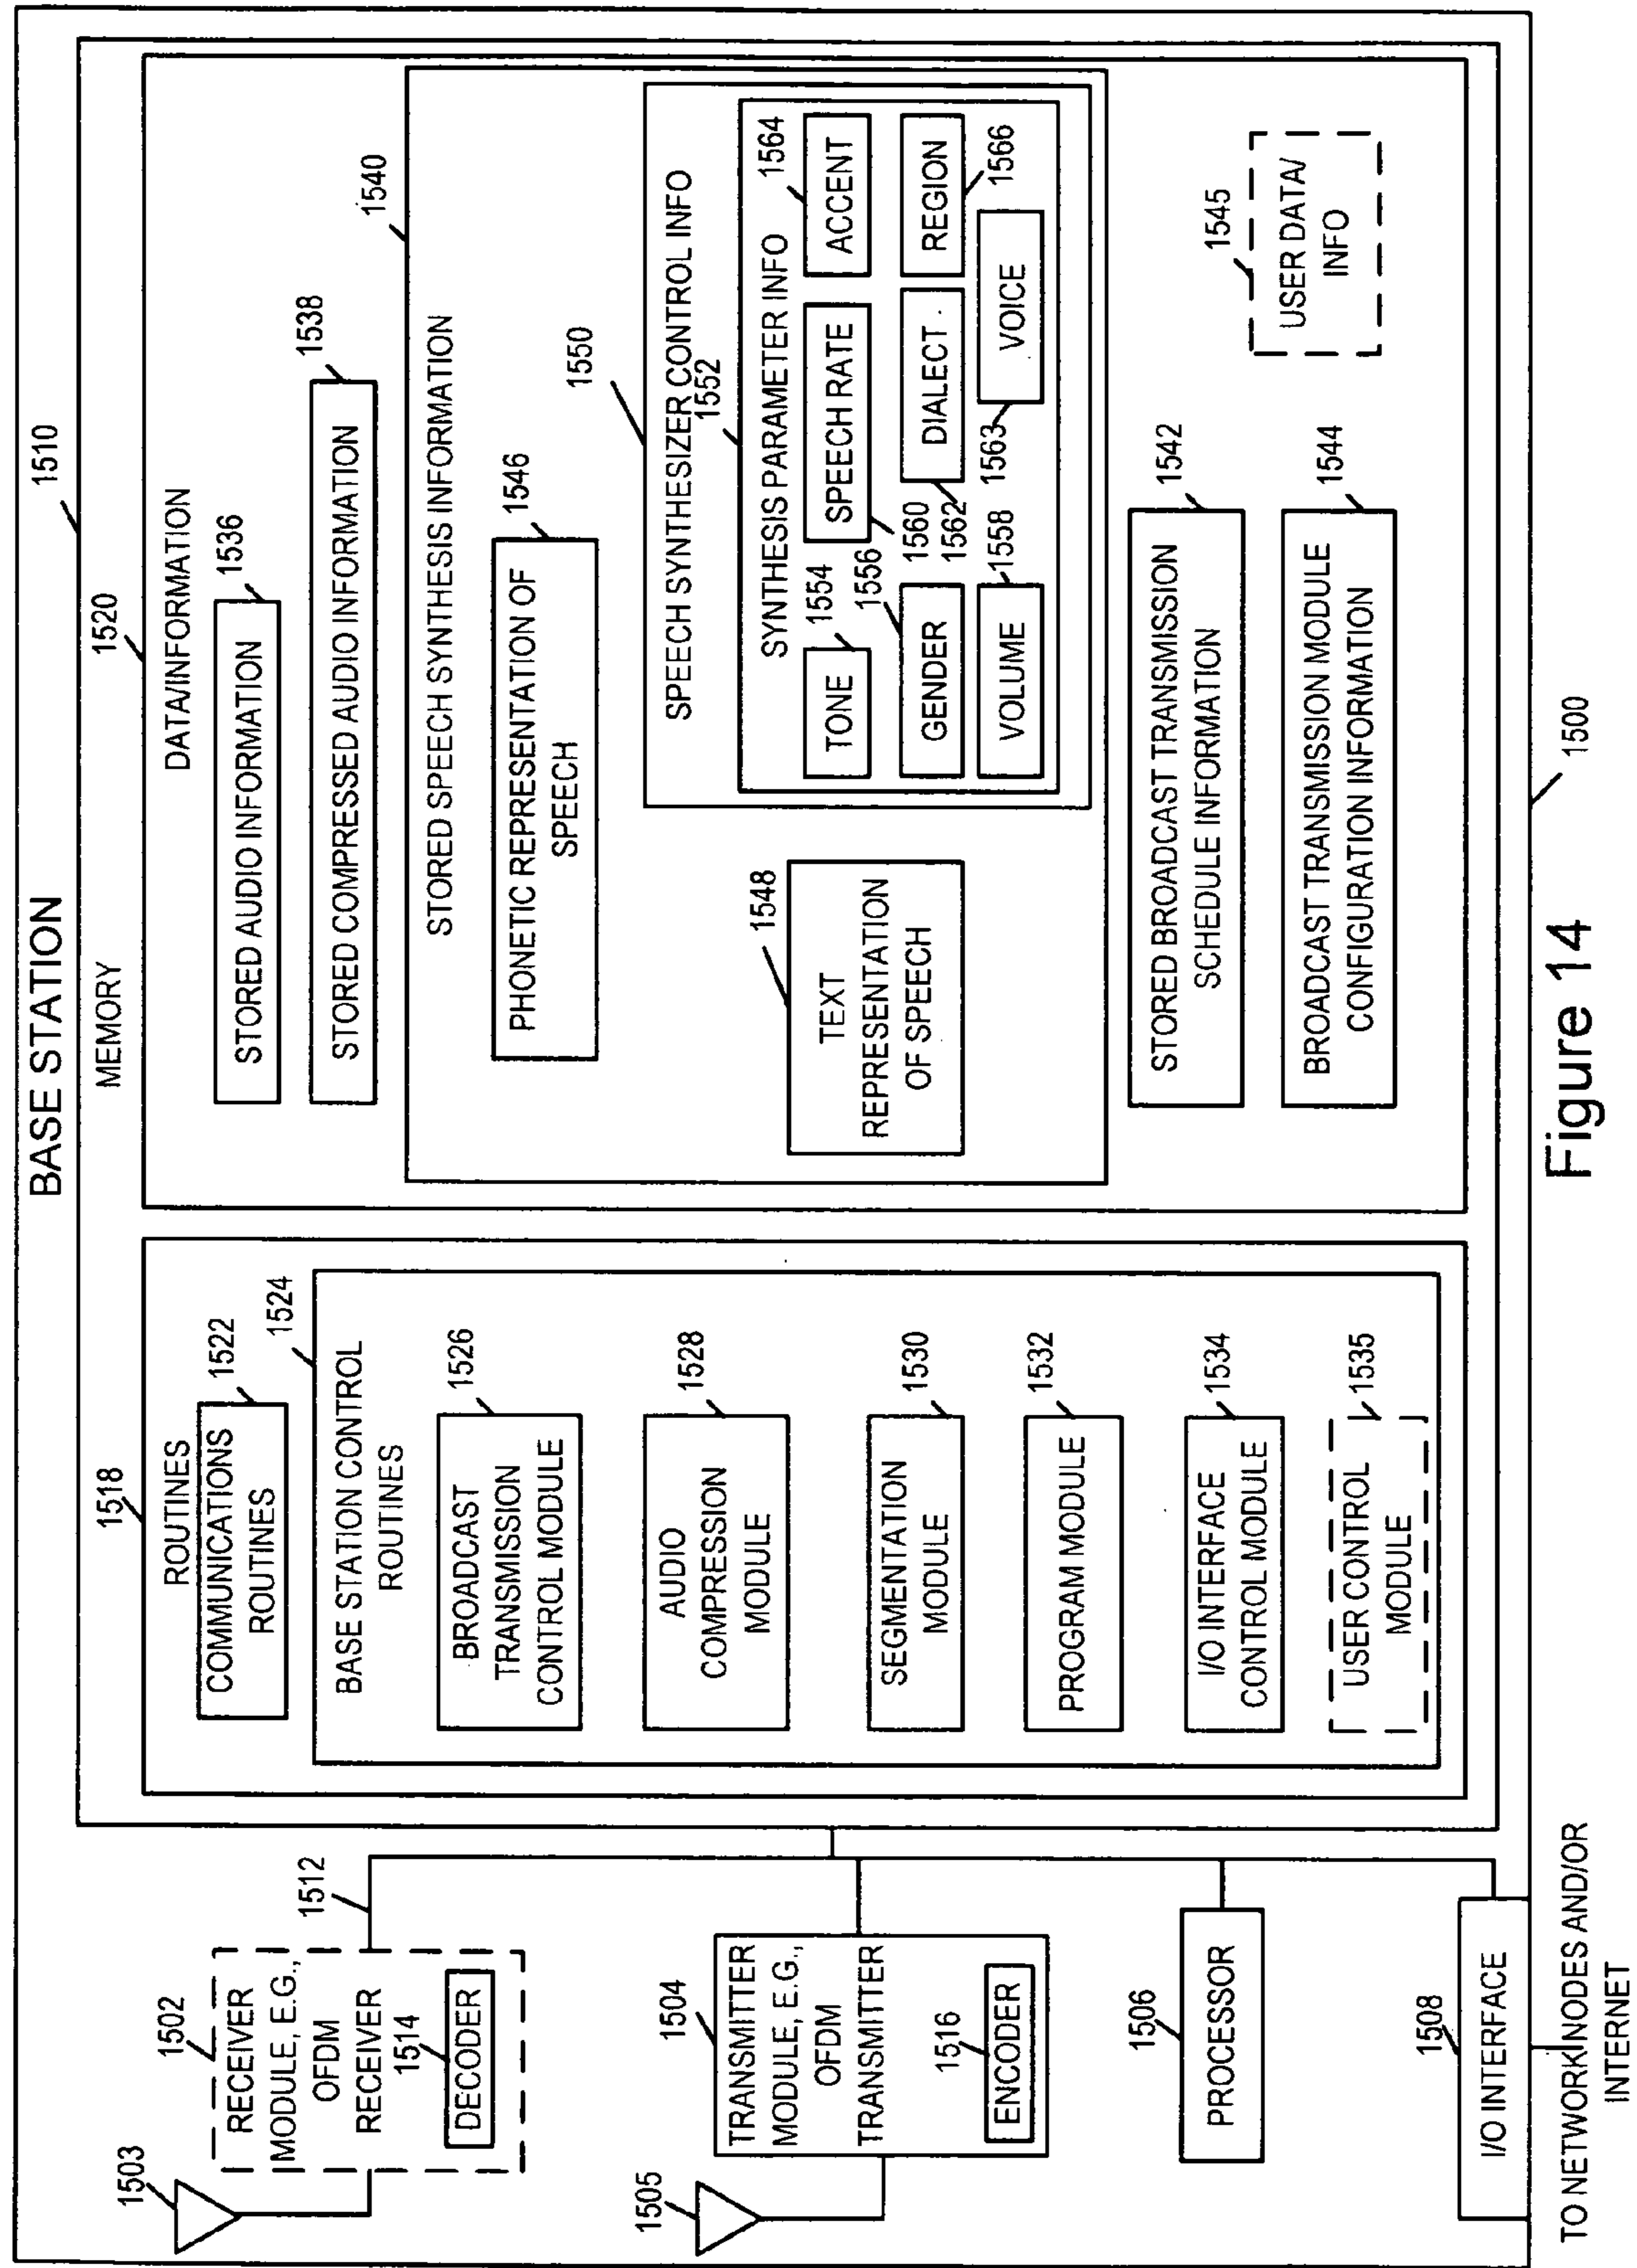 BASE STATION
1510
1503
1502
RECEIVER
MODULE, E.G.,
OFDM
RECEIVER
1514
DECODER
1512
1505
1504
TRANSMITTER
MODULE, E.G.,
OFDM
TRANSMITTER
1516
ENCODER
1506
PROCESSOR
1508
I/O INTERFACE
TO NETWORK NODES AND/OR
INTERNET
MEMORY
1518
ROUTINES
COMMUNICATIONS
ROUTINES
1522
1524
BASE STATION CONTROL
ROUTINES
BROADCAST
TRANSMISSION
CONTROL MODULE
1526
AUDIO
COMPRESSION
MODULE
1528
SEGMENTATION
MODULE
1530
PROGRAM MODULE
1532
I/O INTERFACE
CONTROL MODULE
1534
USER CONTROL
MODULE
1535
1520
DATA/INFORMATION
STORED AUDIO INFORMATION
1536
STORED COMPRESSED AUDIO INFORMATION
1538
1540
STORED SPEECH SYNTHESIS INFORMATION
PHONETIC REPRESENTATION OF
SPEECH
1546
1548
TEXT
REPRESENTATION
OF SPEECH
1550
SPEECH SYNTHESIZER CONTROL INFO
1552
SYNTHESIS PARAMETER INFO
TONE
1554
SPEECH RATE
1560
ACCENT
1564
GENDER
1556
DIALECT
1562
REGION
1566
VOLUME
1558
VOICE
1563
STORED BROADCAST TRANSMISSION
SCHEDULE INFORMATION
1542
BROADCAST TRANSMISSION MODULE
CONFIGURATION INFORMATION
1544
1545
USER DATA/
INFO
1500
Figure 14